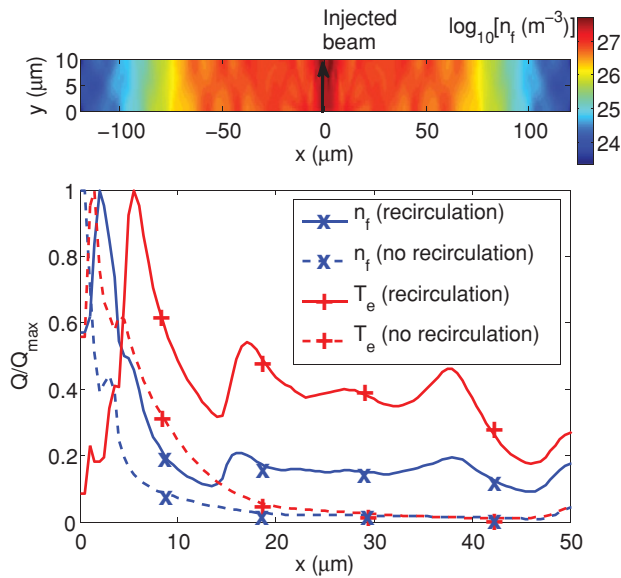 Injected
beam
log10[nf (m−3)]
10
5
0
y (μm)
−100
−50
0
50
100
x (μm)
27
26
25
24
1
0.8
0.6
0.4
0.2
0
Q/Qmax
nf (recirculation)
nf (no recirculation)
Te (recirculation)
Te (no recirculation)
0
10
20
30
40
50
x (μm)